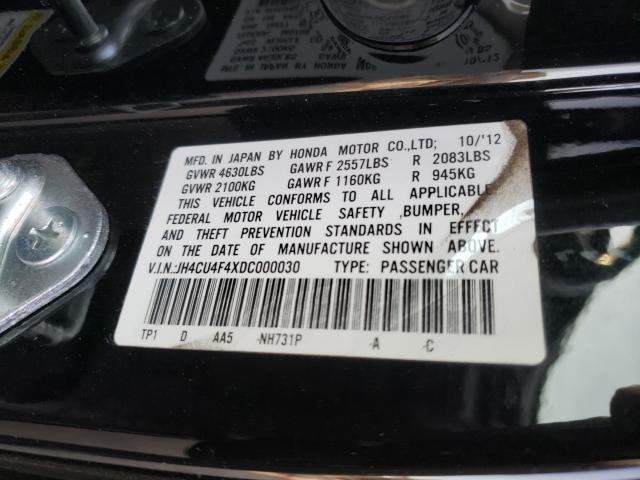 MFD. IN JAPAN BY HONDA MOTOR CO.,LTD; 10/'12
GVWR 4630LBS GAWR F 2557LBS R 2083LBS
GVWR 2100KG GAWR F 1160KG R 945KG
THIS VEHICLE CONFORMS TO ALL APPLICABLE
FEDERAL MOTOR VEHICLE SAFETY ,BUMPER,
& THEFT PREVENTION STANDARDS IN EFFECT
ON THE DATE OF MANUFACTURE SHOWN ABOVE.
V.I.N.:JH4CU4F4XDC000030 TYPE: PASSENGER CAR
TP1 D AA5 -NH731P -A -C